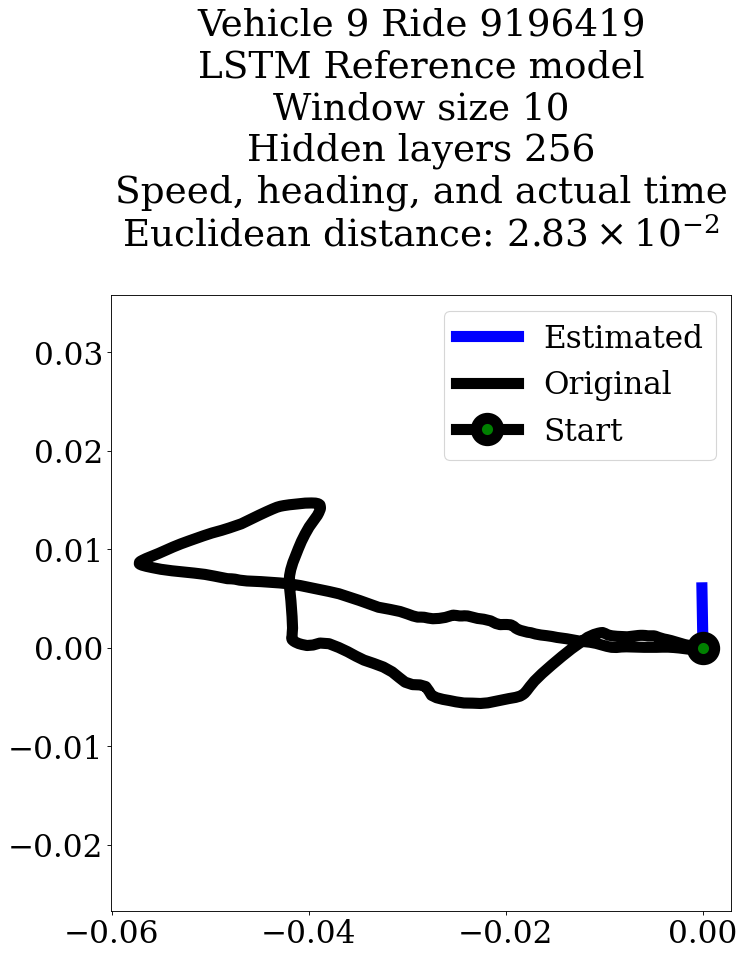 Vehicle 9 Ride 9196419
LSTM Reference model
Window size 10
Hidden layers 256
Speed, heading, and actual time
Euclidean distance: 2.83 × 10⁻²
Estimated
Original
Start
0.03
0.02
0.01
0.00
−0.01
−0.02
−0.06 −0.04 −0.02 0.00